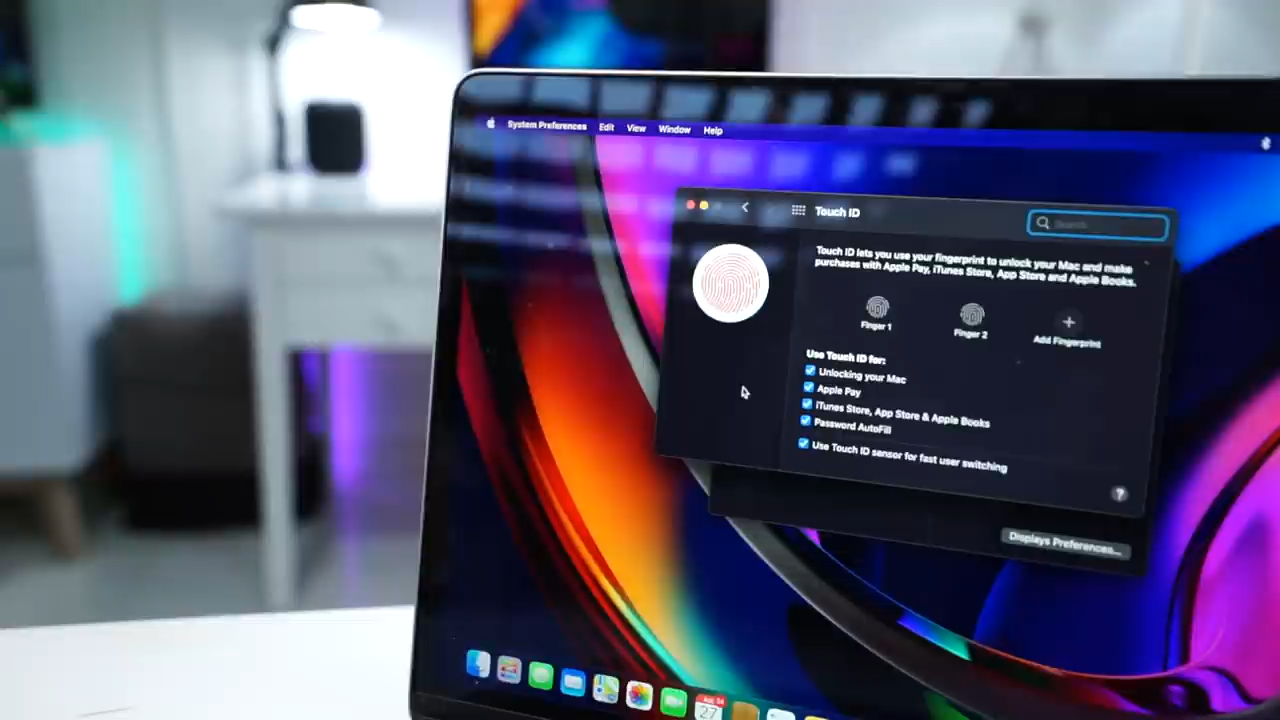 System Preferences Edit View Window Help
Touch ID
Search
Touch ID lets you use your fingerprint to unlock your Mac and make
purchases with Apple Pay, iTunes Store, App Store and Apple Books.
Finger 1
Finger 2
Add Fingerprint
Use Touch ID for:
Unlocking your Mac
Apple Pay
iTunes Store, App Store & Apple Books
Password AutoFill
Use Touch ID sensor for fast user switching
?
Displays Preferences...
27